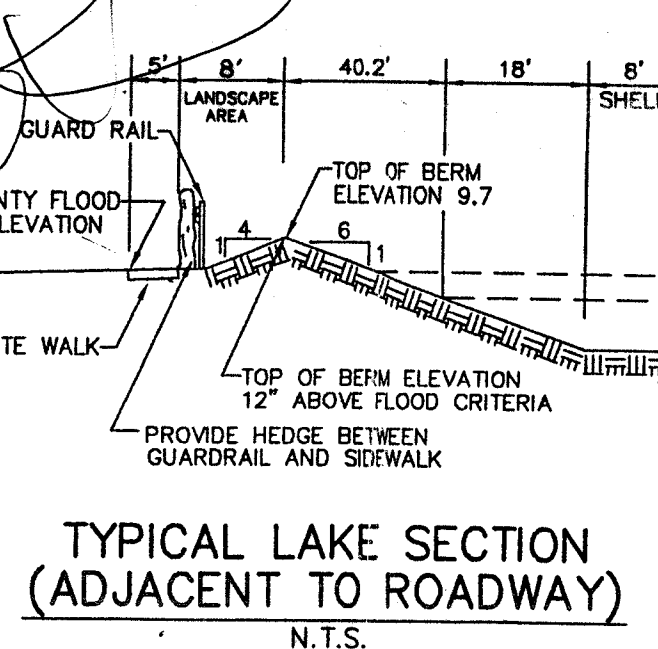 5' 8' 40.2' 18' 8'
LANDSCAPE
AREA
GUARD RAIL
TOP OF BERM
ELEVATION 9.7
NTY FLOOD
LEVATION
1 4 6 1
TE WALK
TOP OF BERM ELEVATION
12" ABOVE FLOOD CRITERIA
PROVIDE HEDGE BETWEEN
GUARDRAIL AND SIDEWALK
TYPICAL LAKE SECTION
(ADJACENT TO ROADWAY)
N.T.S.